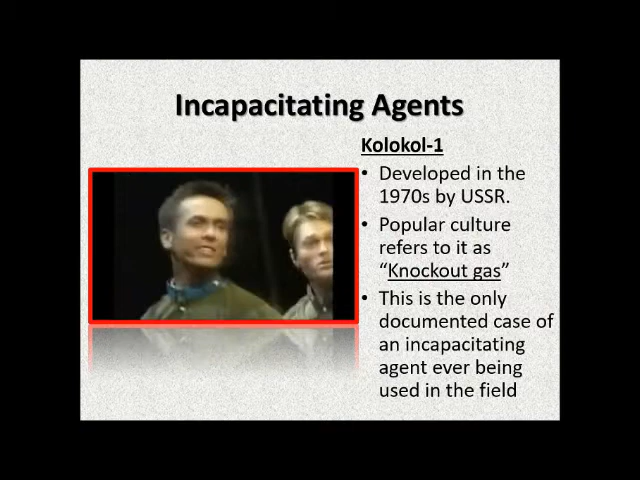 Incapacitating Agents
Kolokol-1
• Developed in the
1970s by USSR.
• Popular culture
refers to it as
“Knockout gas”
• This is the only
documented case of
an incapacitating
agent ever being
used in the field